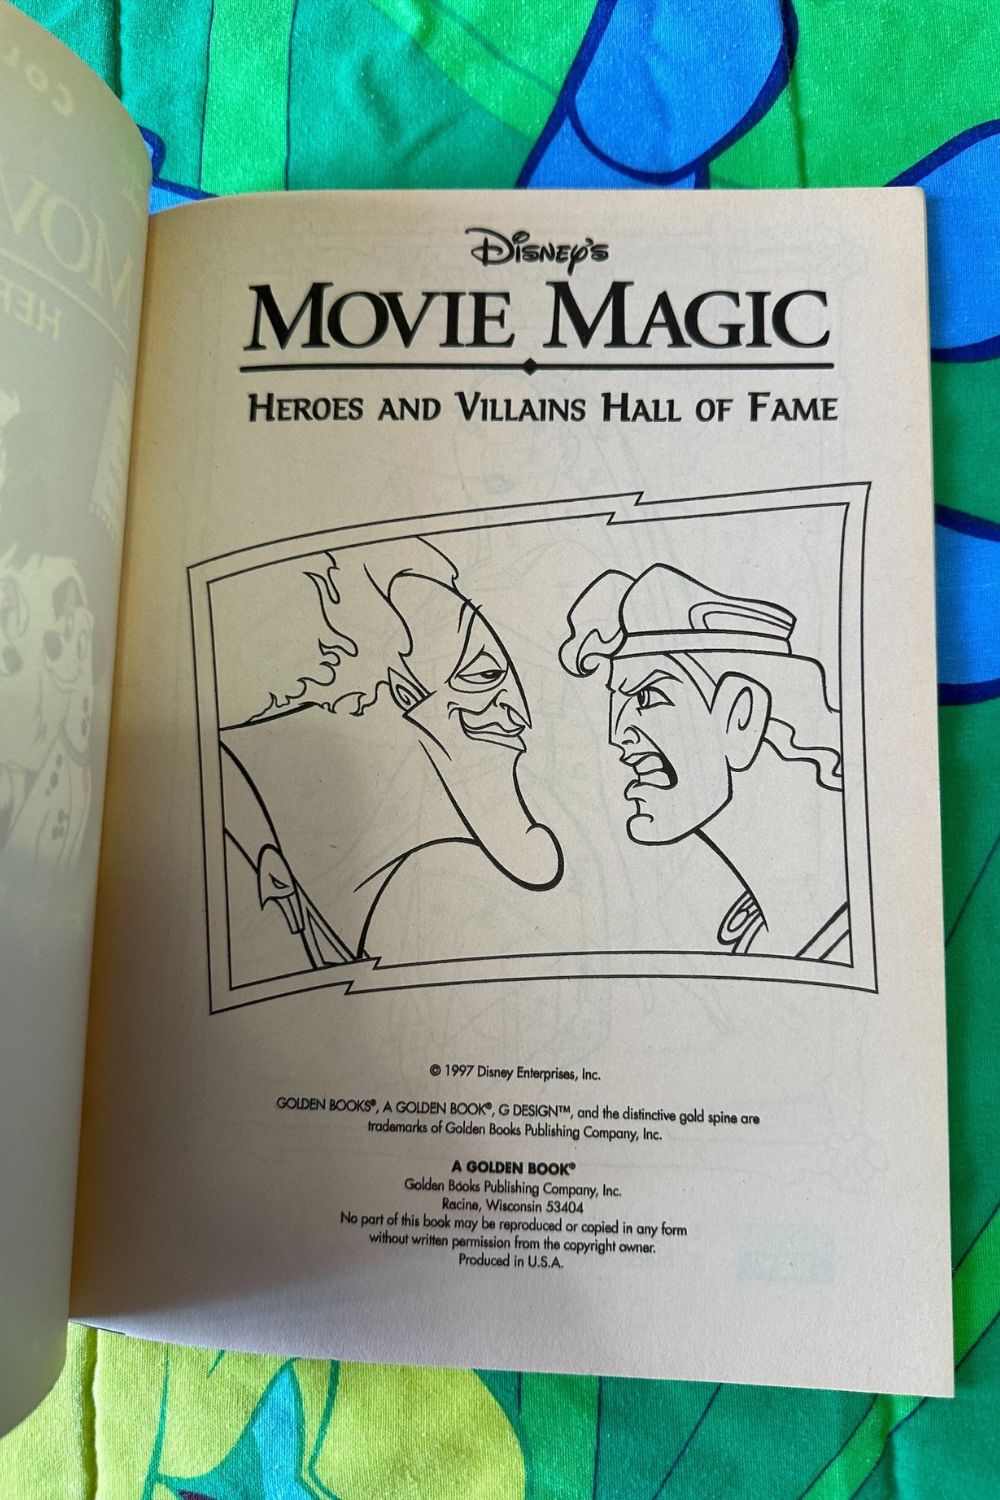 Disney's
MOVIE MAGIC
HEROES AND VILLAINS HALL OF FAME
© 1997 Disney Enterprises, Inc.
GOLDEN BOOKS®, A GOLDEN BOOK®, G DESIGN™, and the distinctive gold spine are
trademarks of Golden Books Publishing Company, Inc.
A GOLDEN BOOK®
Golden Books Publishing Company, Inc.
Racine, Wisconsin 53404
No part of this book may be reproduced or copied in any form
without written permission from the copyright owner.
Produced in U.S.A.